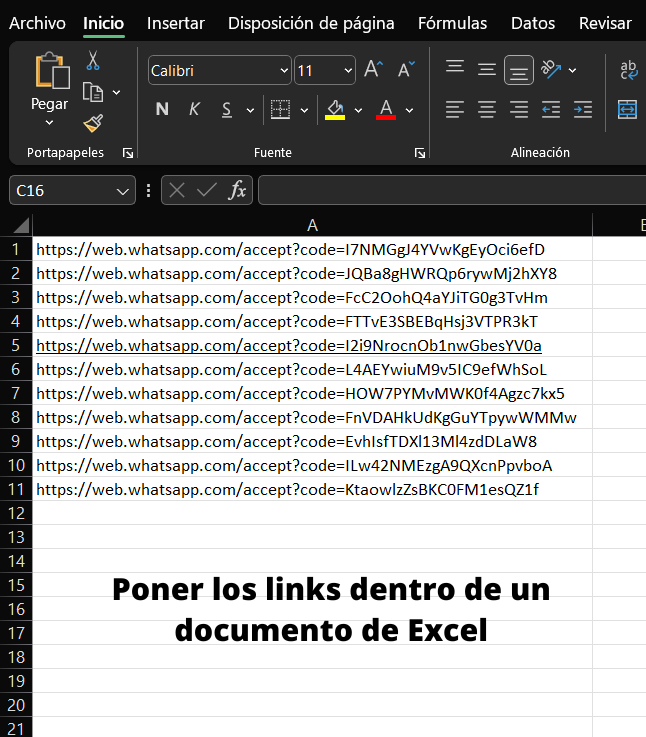 Archivo Inicio Insertar Disposición de página Fórmulas Datos Revisar
Pegar
Calibri 11 A A
N K S A
ab
c
Portapapeles Fuente Alineación
C16 fx
A
1 https://web.whatsapp.com/accept?code=I7NMGgJ4YVwKgEyOci6efD
2 https://web.whatsapp.com/accept?code=JQBa8gHWRQp6rywMj2hXY8
3 https://web.whatsapp.com/accept?code=FcC2OohQ4aYJiTG0g3TvHm
4 https://web.whatsapp.com/accept?code=FTTvE3SBEBqHsj3VTPR3kT
5 https://web.whatsapp.com/accept?code=I2i9NrocnOb1nwGbesYV0a
6 https://web.whatsapp.com/accept?code=L4AEYwiuM9v5IC9efWhSoL
7 https://web.whatsapp.com/accept?code=HOW7PYMvMWK0f4Agzc7kx5
8 https://web.whatsapp.com/accept?code=FnVDAHkUdKgGuYTpywWMMw
9 https://web.whatsapp.com/accept?code=EvhIsfTDXl13Ml4zdDLaW8
10 https://web.whatsapp.com/accept?code=ILw42NMEzgA9QXcnPpvboA
11 https://web.whatsapp.com/accept?code=KtaowlzZsBKC0FM1esQZ1f
12
13
14
15
16
17
18
19
20
21
Poner los links dentro de un
documento de Excel